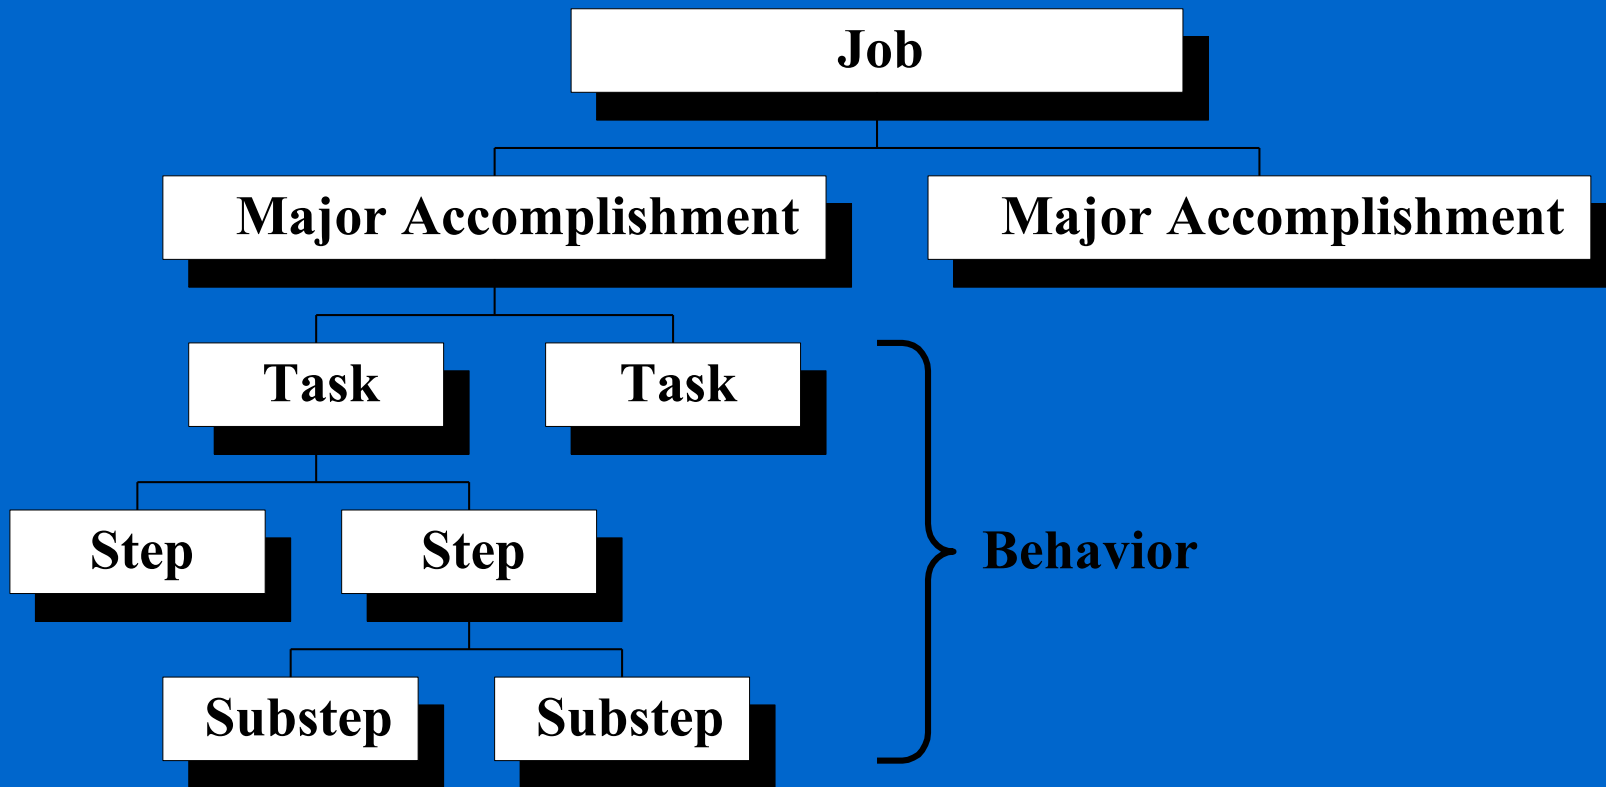 Job
Major Accomplishment
Major Accomplishment
Task
Task
Step
Step
Behavior
Substep
Substep